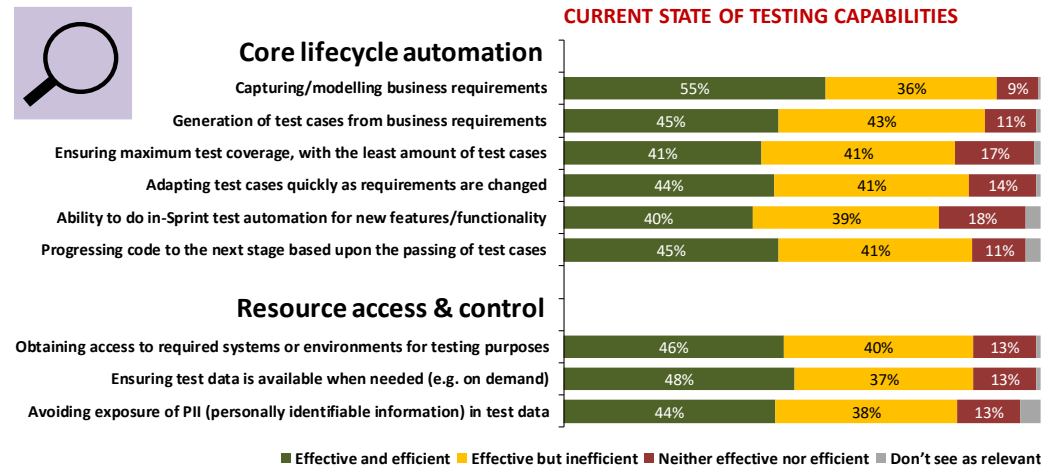 CURRENT STATE OF TESTING CAPABILITIES
Core lifecycle automation
Capturing/modelling business requirements 55% 36% 9%
Generation of test cases from business requirements 45% 43% 11%
Ensuring maximum test coverage, with the least amount of test cases 41% 41% 17%
Adapting test cases quickly as requirements are changed 44% 41% 14%
Ability to do in-Sprint test automation for new features/functionality 40% 39% 18%
Progressing code to the next stage based upon the passing of test cases 45% 41% 11%
Resource access & control
Obtaining access to required systems or environments for testing purposes 46% 40% 13%
Ensuring test data is available when needed (e.g. on demand) 48% 37% 13%
Avoiding exposure of PII (personally identifiable information) in test data 44% 38% 13%
Effective and efficient Effective but inefficient Neither effective nor efficient Don't see as relevant